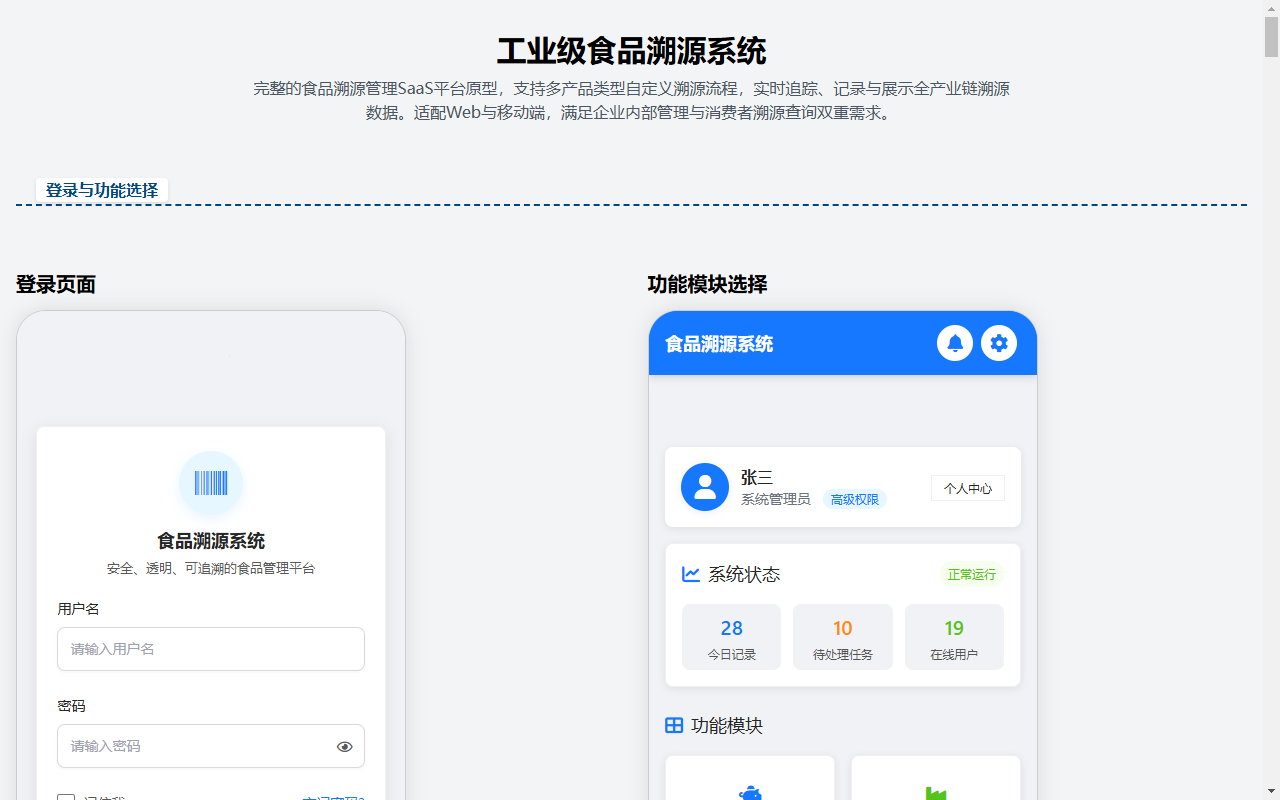 工业级食品溯源系统
完整的食品溯源管理SaaS平台原型，支持多产品类型自定义溯源流程，实时追踪、记录与展示全产业链溯源
数据。适配Web与移动端，满足企业内部管理与消费者溯源查询双重需求。
登录与功能选择
登录页面
食品溯源系统
安全、透明、可追溯的食品管理平台
用户名
请输入用户名
密码
请输入密码
记住我
忘记密码?
功能模块选择
食品溯源系统
张三
系统管理员 高级权限
个人中心
系统状态
正常运行
28
今日记录
10
待处理任务
19
在线用户
功能模块